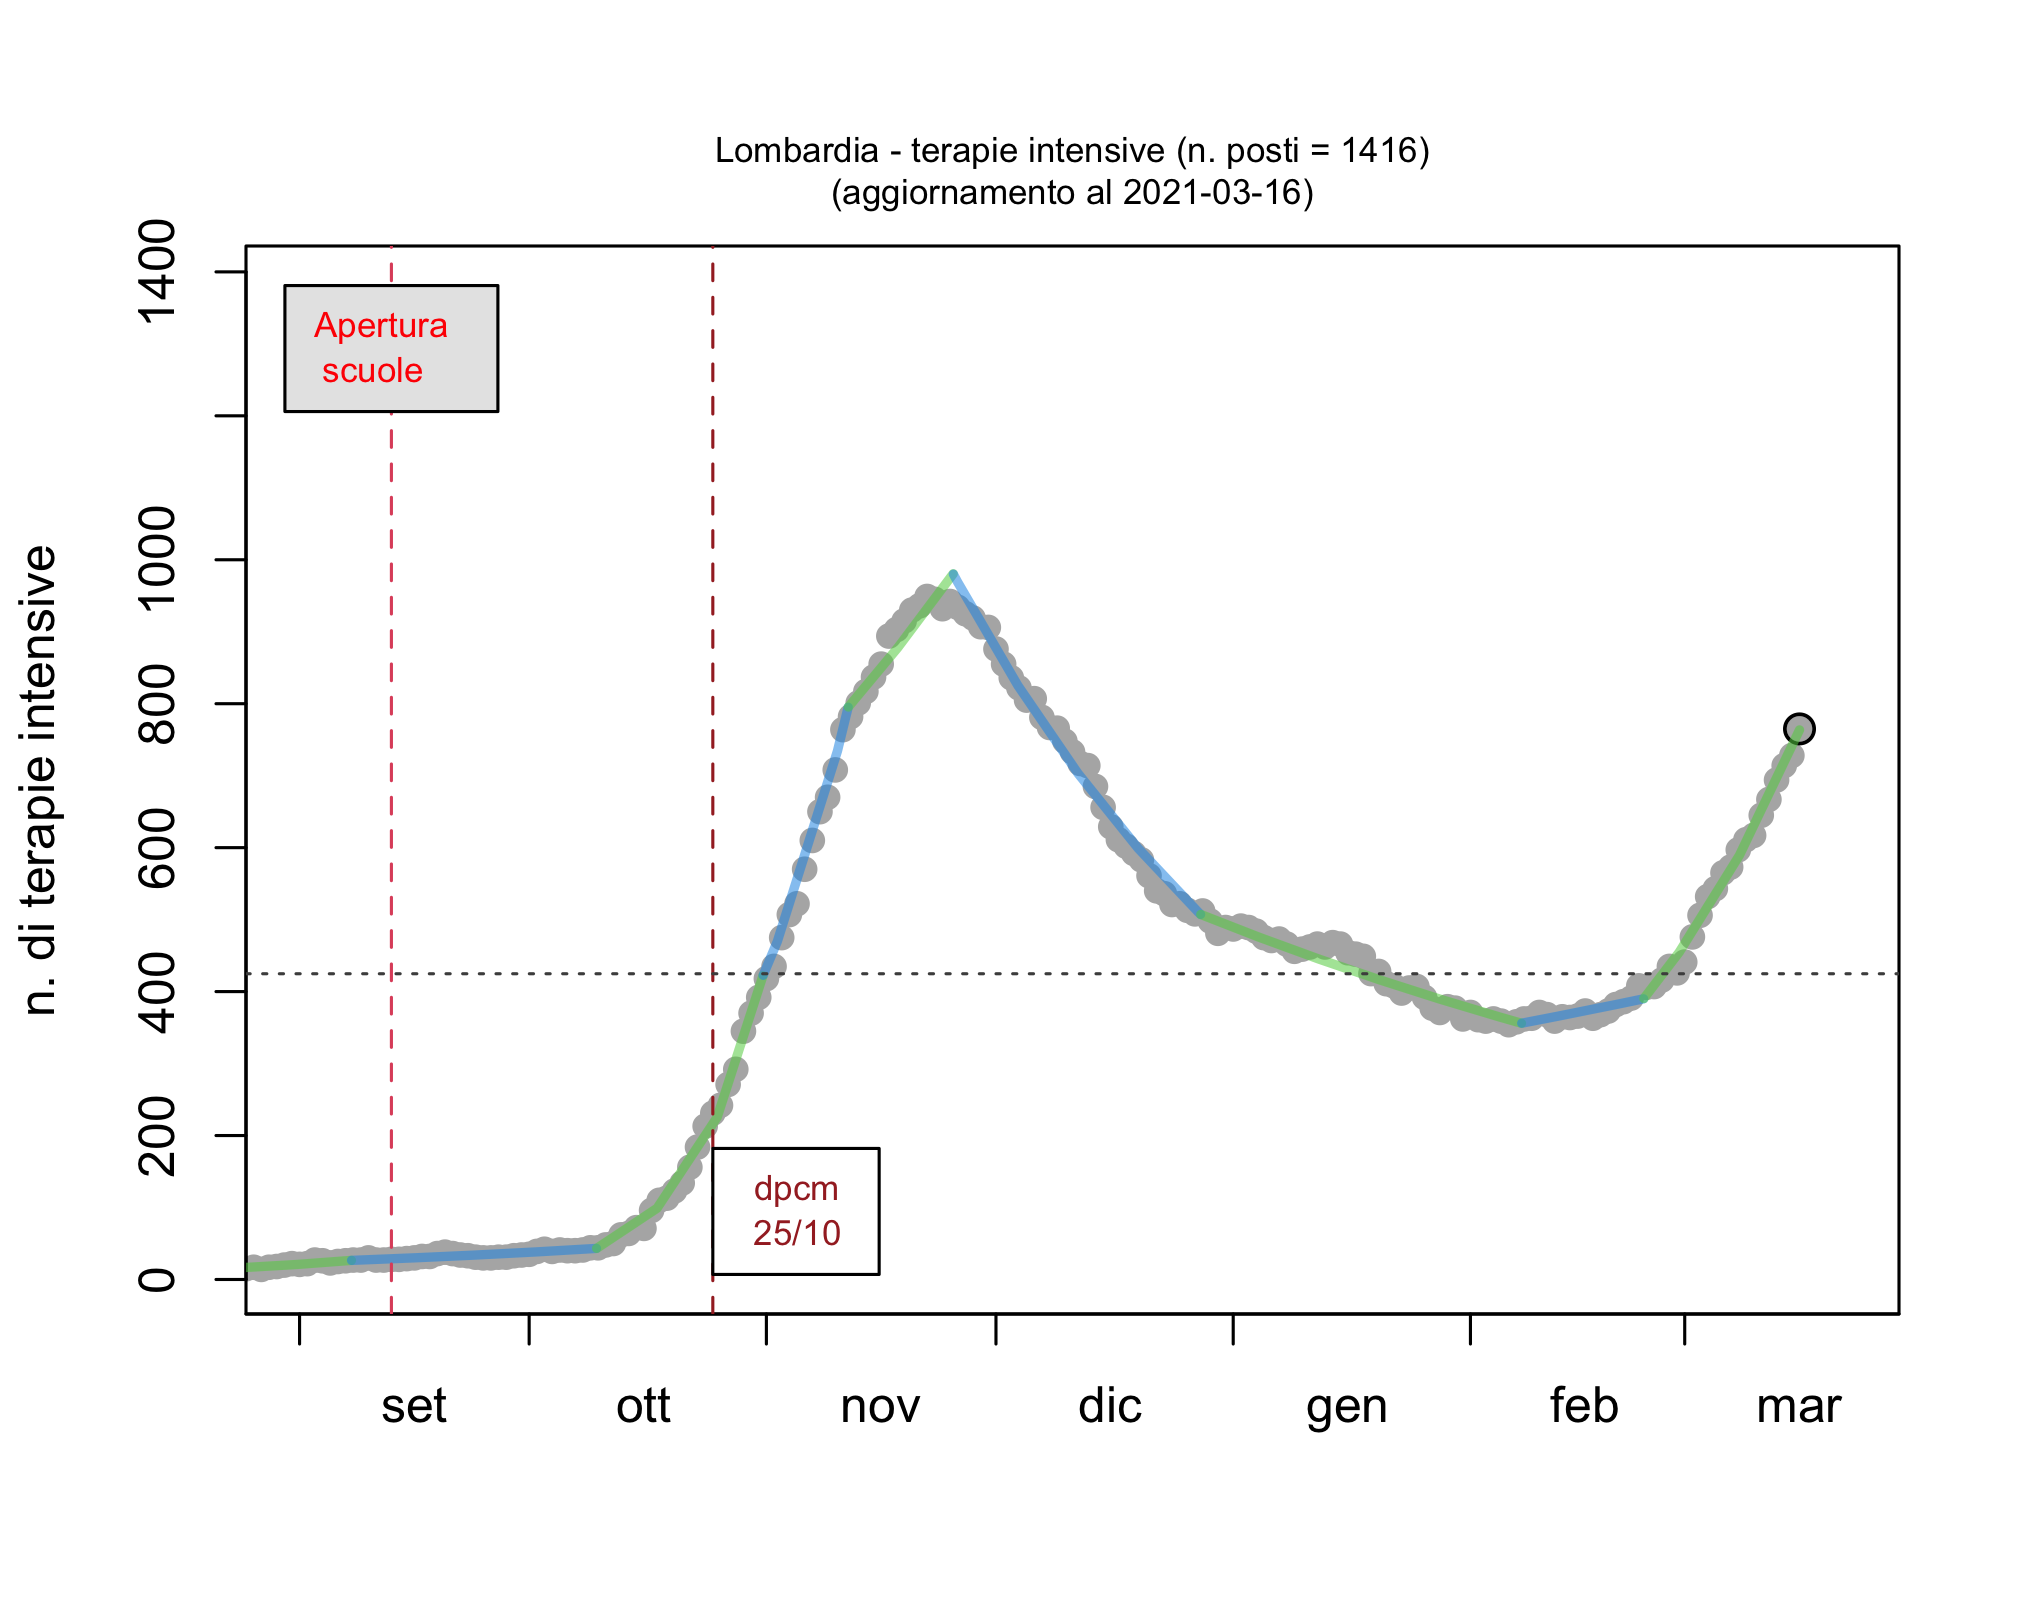 Lombardia - terapie intensive (n. posti = 1416)
(aggiornamento al 2021-03-16)
n. di terapie intensive
1400
1000
800
600
400
200
0
Apertura
scuole
dpcm
25/10
set
ott
nov
dic
gen
feb
mar